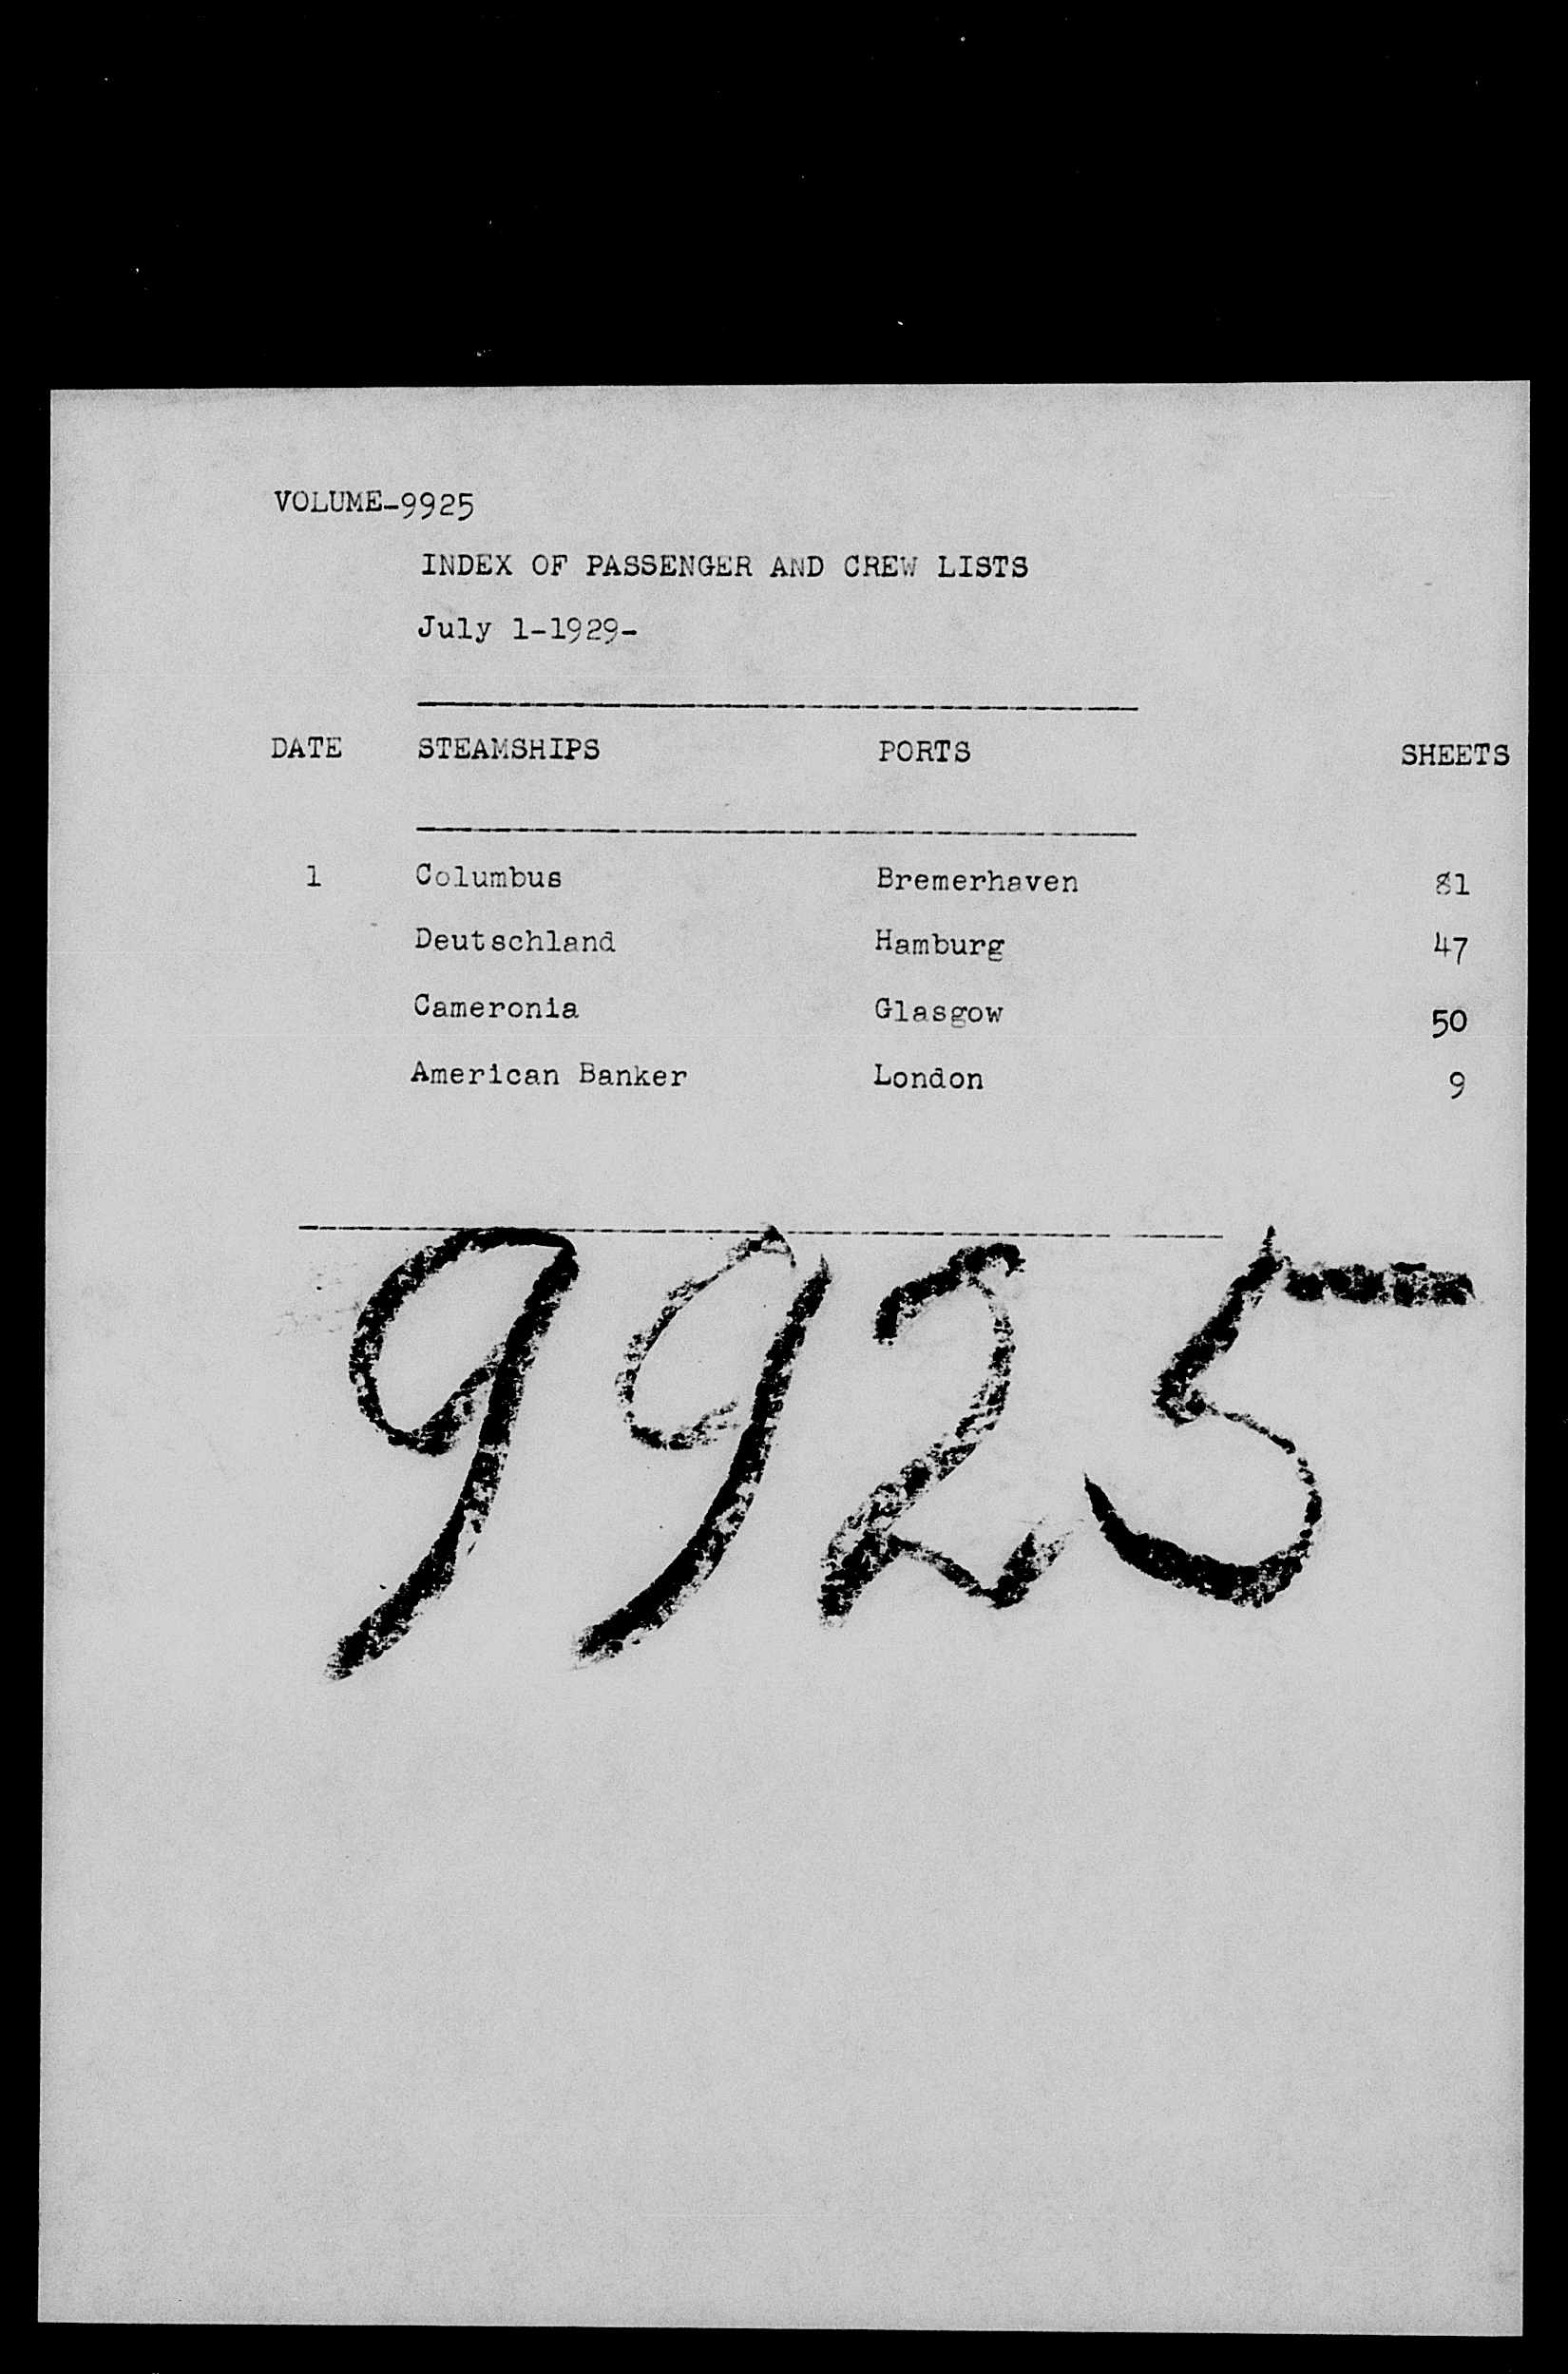 VOLUME-9925
INDEX OF PASSENGER AND CREW LISTS
July 1-1929-
DATE STEAMSHIPS PORTS SHEETS
1 Columbus Bremerhaven 81
Deutschland Hamburg 47
Cameronia Glasgow 50
American Banker London 9
9925